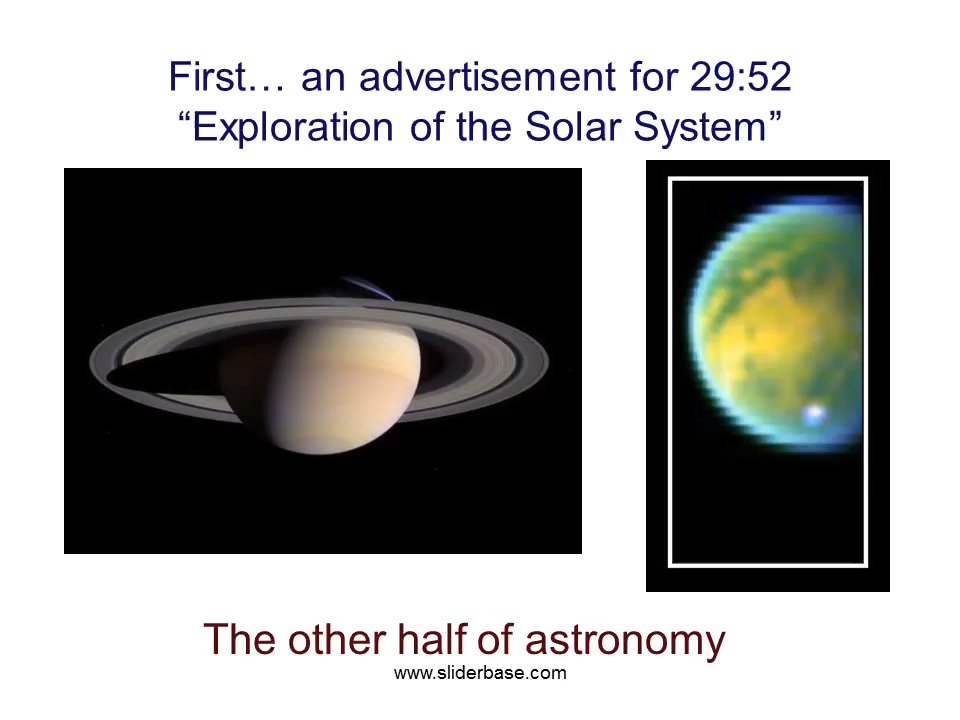 First… an advertisement for 29:52
“Exploration of the Solar System”
The other half of astronomy
www.sliderbase.com